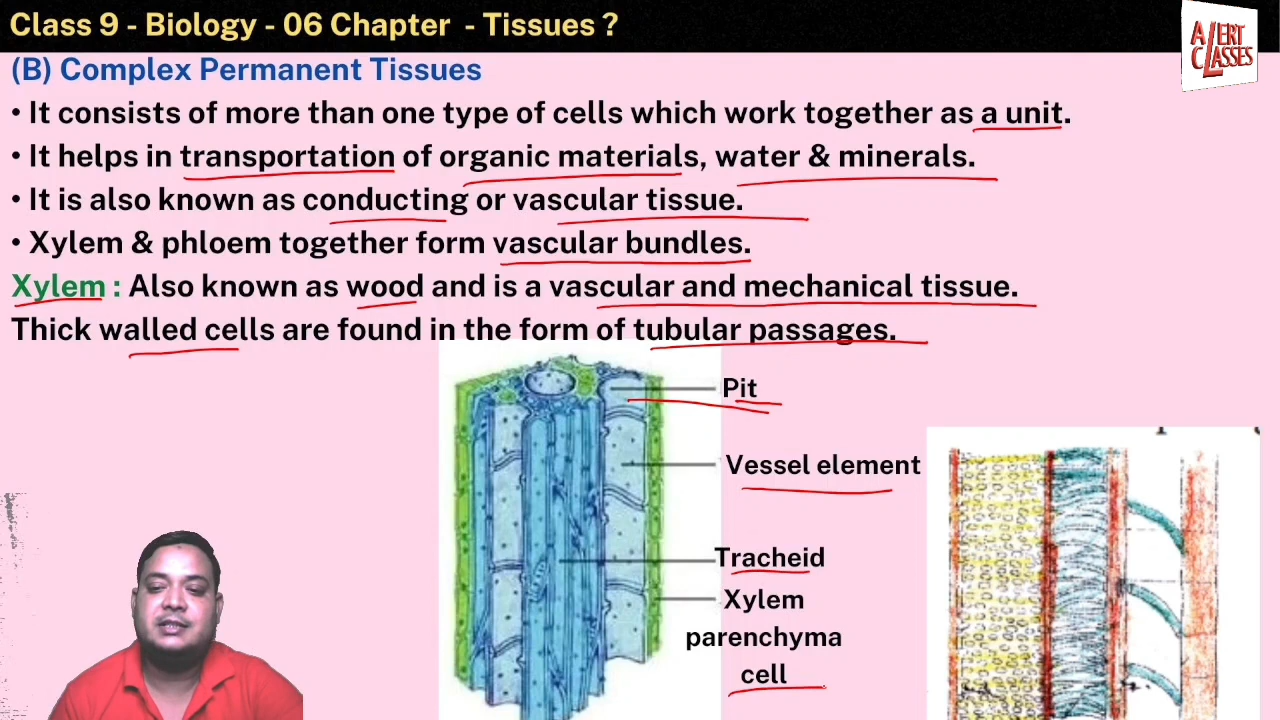 Class 9 - Biology - 06 Chapter - Tissues ?
ALERT
CLASSES
(B) Complex Permanent Tissues
• It consists of more than one type of cells which work together as a unit.
• It helps in transportation of organic materials, water & minerals.
• It is also known as conducting or vascular tissue.
• Xylem & phloem together form vascular bundles.
Xylem : Also known as wood and is a vascular and mechanical tissue.
Thick walled cells are found in the form of tubular passages.
Pit
Vessel element
Tracheid
Xylem
parenchyma
cell